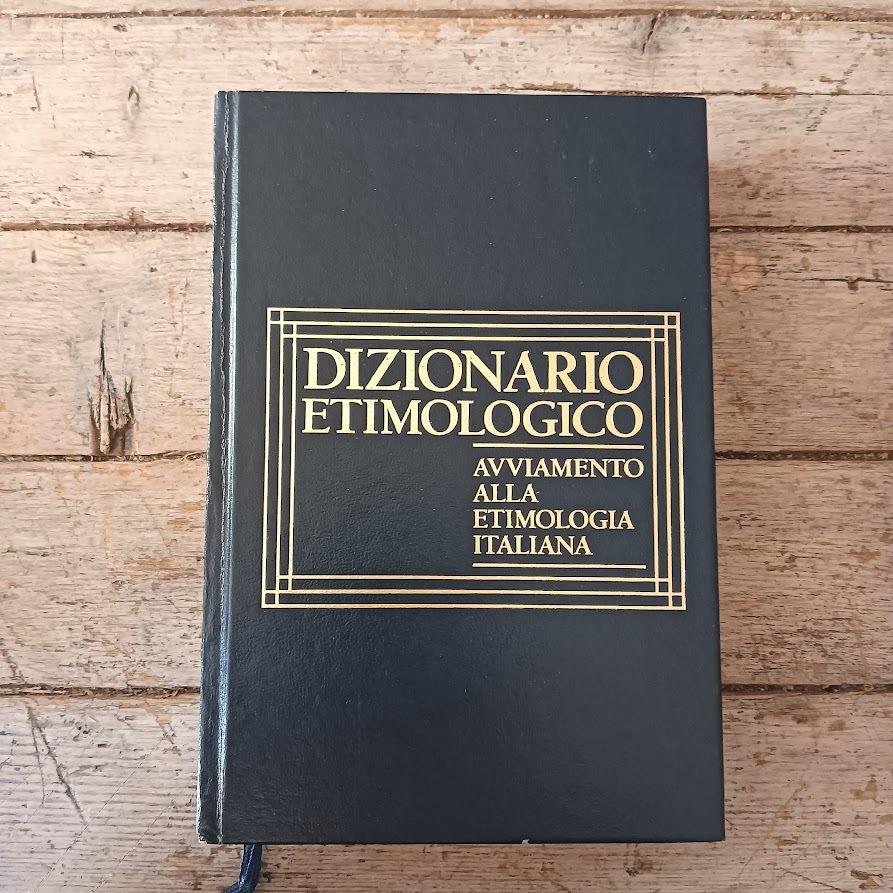 DIZIONARIO
ETIMOLOGICO
AVVIAMENTO
ALLA
ETIMOLOGIA
ITALIANA